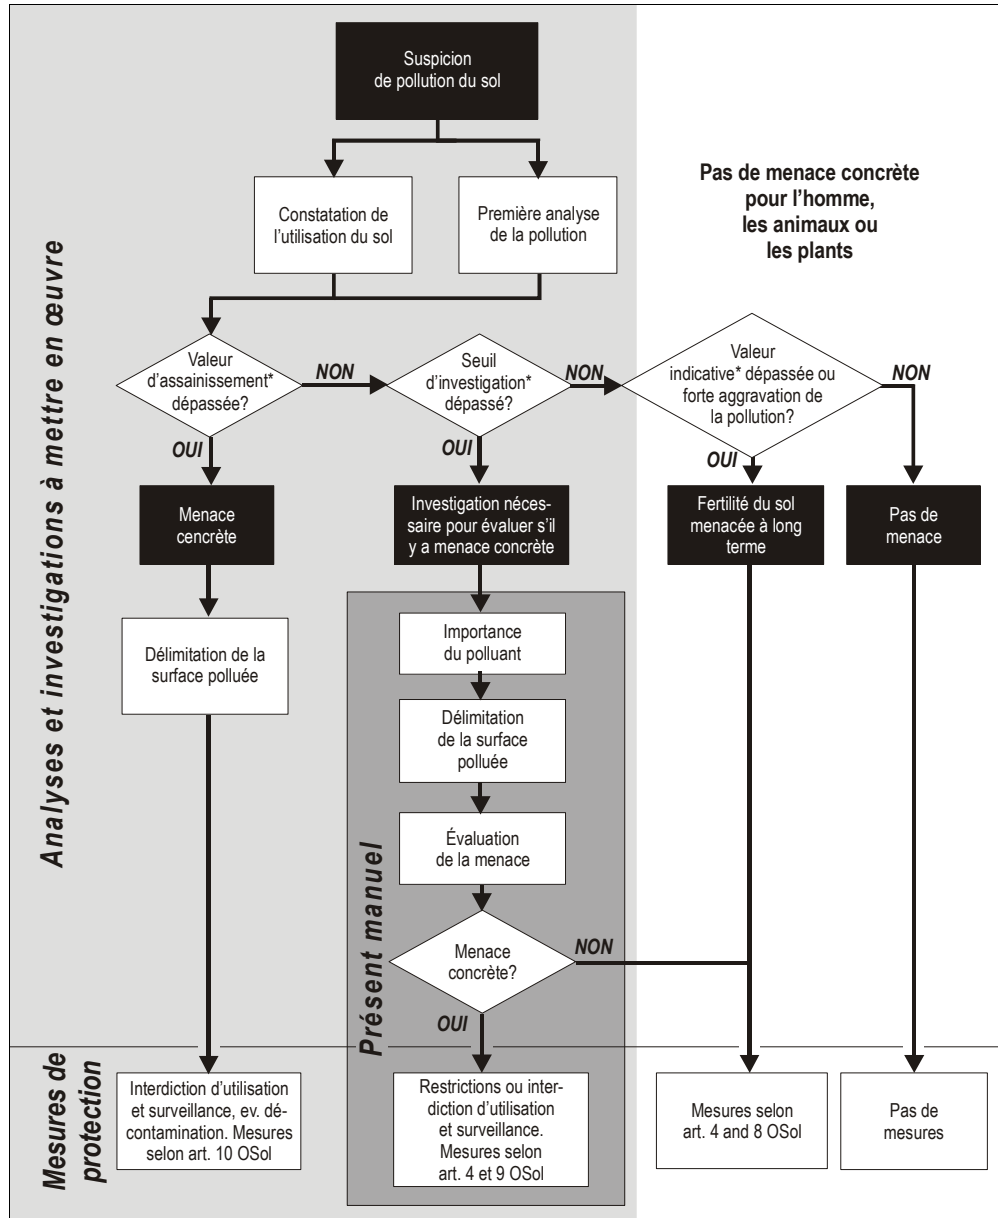 Suspicion
de pollution du sol
Constatation de
l'utilisation du sol
Première analyse
de la pollution
Pas de menace concrète
pour l'homme,
les animaux ou
les plants
Analyses et investigations à mettre en œuvre
Valeur
d'assainissement*
dépassée?
NON
Seuil
d'investigation*
dépassé?
NON
Valeur
indicative* dépassée ou
forte aggravation de
la pollution?
NON
OUI
OUI
OUI
Menace
cencrète
Investigation néces-
saire pour évaluer s'il
y a menace concrète
Fertilité du sol
menacée à long
terme
Pas de
menace
Délimitation de la
surface polluée
Présent manuel
Importance
du polluant
Délimitation
de la surface
polluée
Évaluation
de la menace
Menace
concrète?
NON
OUI
Mesures de
protection
Interdiction d'utilisation
et surveillance, ev. dé-
contamination. Mesures
selon art. 10 OSol
Restrictions ou inter-
diction d'utilisation
et surveillance.
Mesures selon
art. 4 et 9 OSol
Mesures selon
art. 4 and 8 OSol
Pas de
mesures